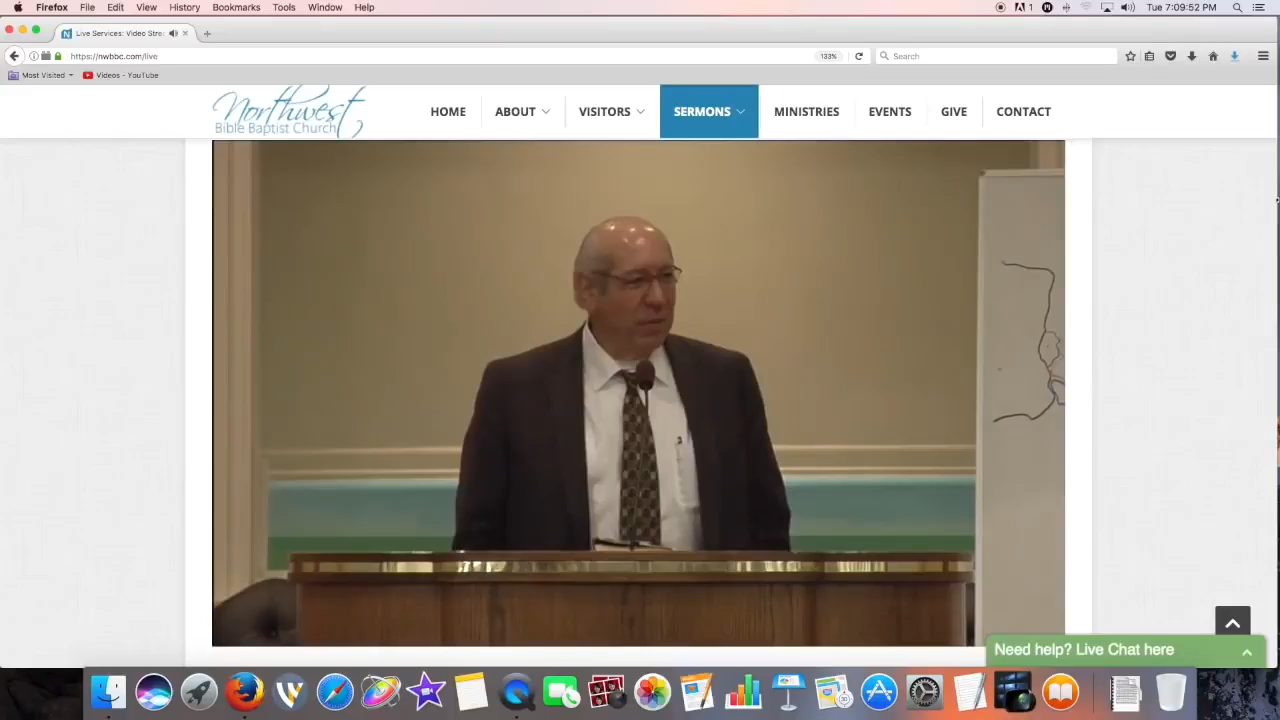 Firefox File Edit View History Bookmarks Tools Window Help 1 Tue 7:09:52 PM
Live Services: Video Stre
https://nwbbc.com/live 133% Search
Most Visited Videos - YouTube
Northwest
Bible Baptist Church
HOME ABOUT VISITORS SERMONS MINISTRIES EVENTS GIVE CONTACT
Need help? Live Chat here